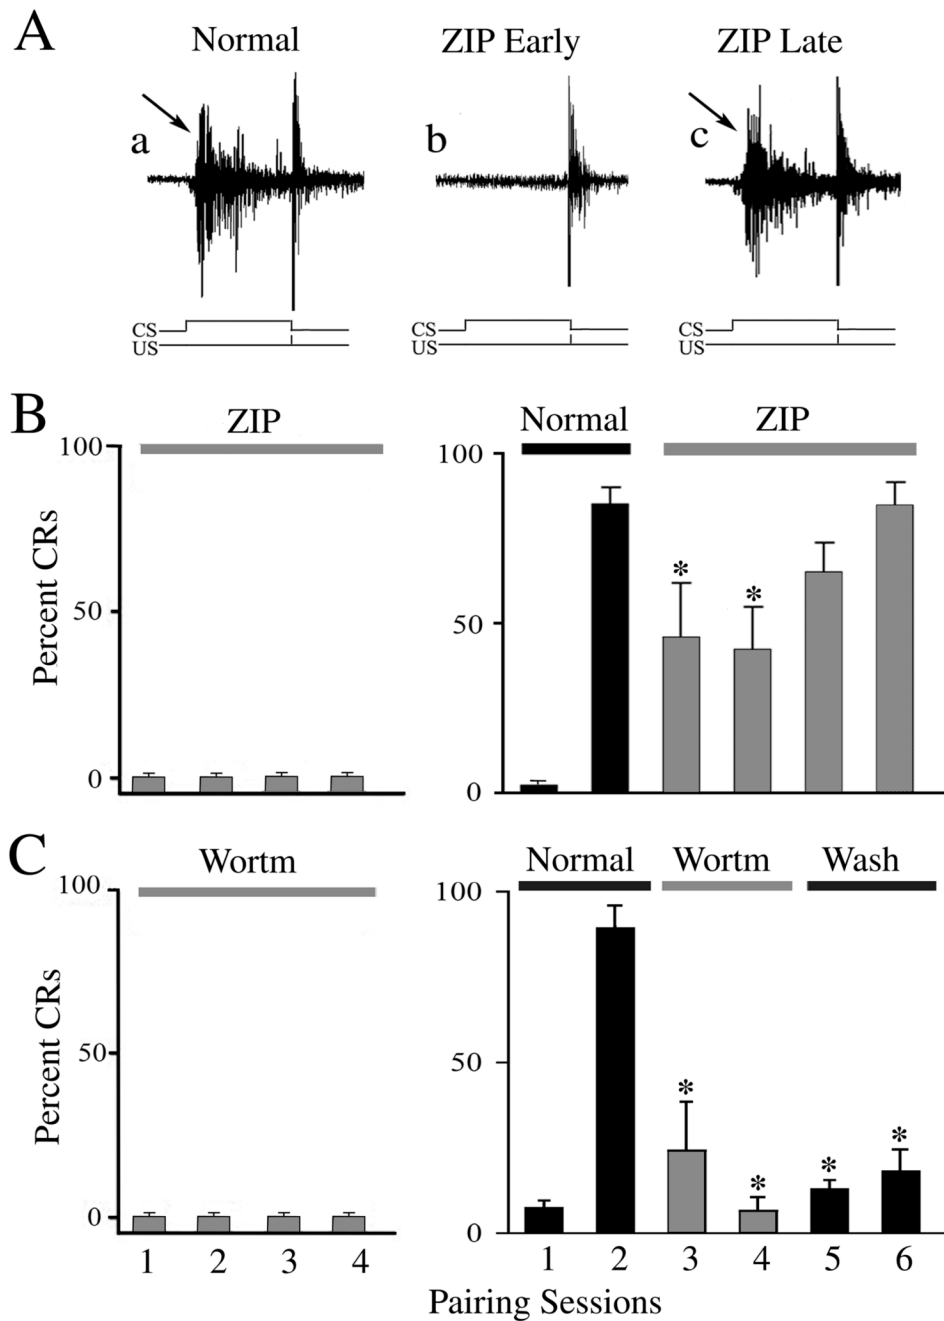 A
Normal
ZIP Early
ZIP Late
a
b
c
CS
US
CS
US
CS
US
B
ZIP
Normal
ZIP
100
50
0
Percent CRs
100
50
0
*
*
C
Wortm
Normal
Wortm
Wash
100
50
0
Percent CRs
100
50
0
*
*
*
*
1 2 3 4
1 2 3 4 5 6
Pairing Sessions